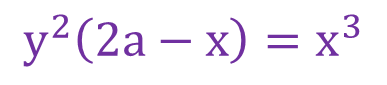 y²(2a − x) = x³